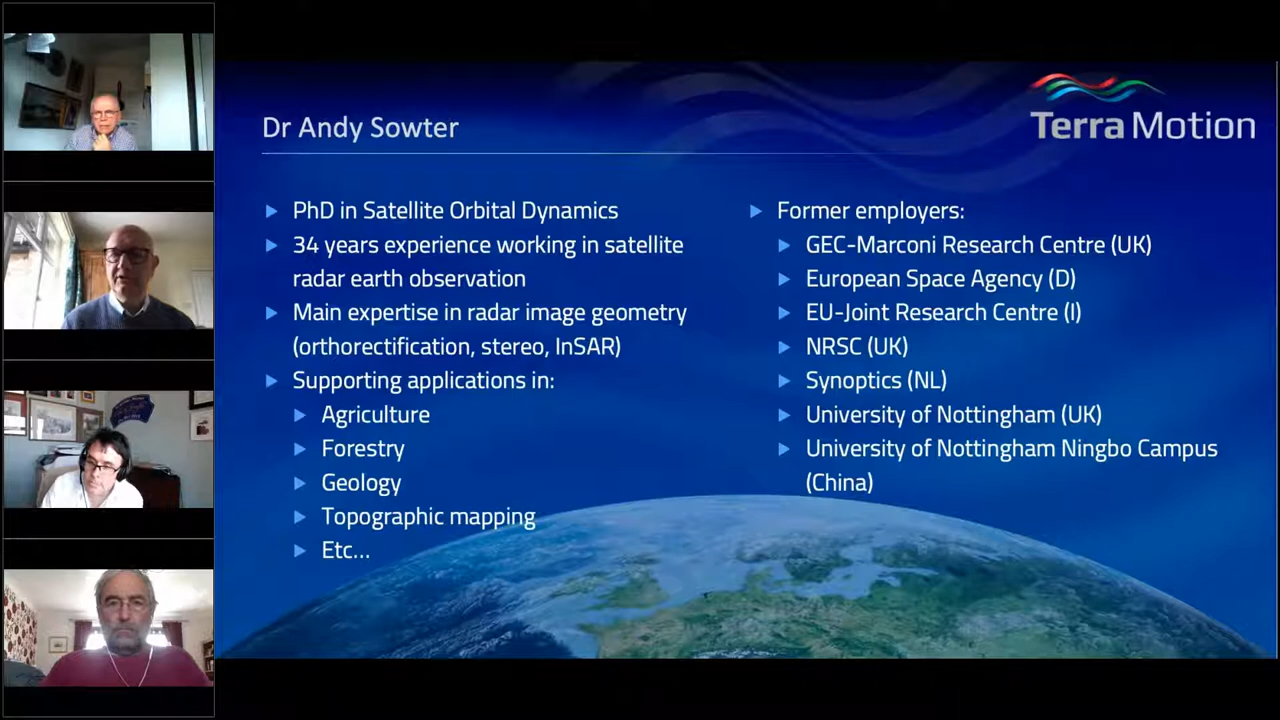 Dr Andy Sowter
Terra Motion
PhD in Satellite Orbital Dynamics
34 years experience working in satellite
radar earth observation
Main expertise in radar image geometry
(orthorectification, stereo, InSAR)
Supporting applications in:
Agriculture
Forestry
Geology
Topographic mapping
Etc...
Former employers:
GEC-Marconi Research Centre (UK)
European Space Agency (D)
EU-Joint Research Centre (I)
NRSC (UK)
Synoptics (NL)
University of Nottingham (UK)
University of Nottingham Ningbo Campus
(China)